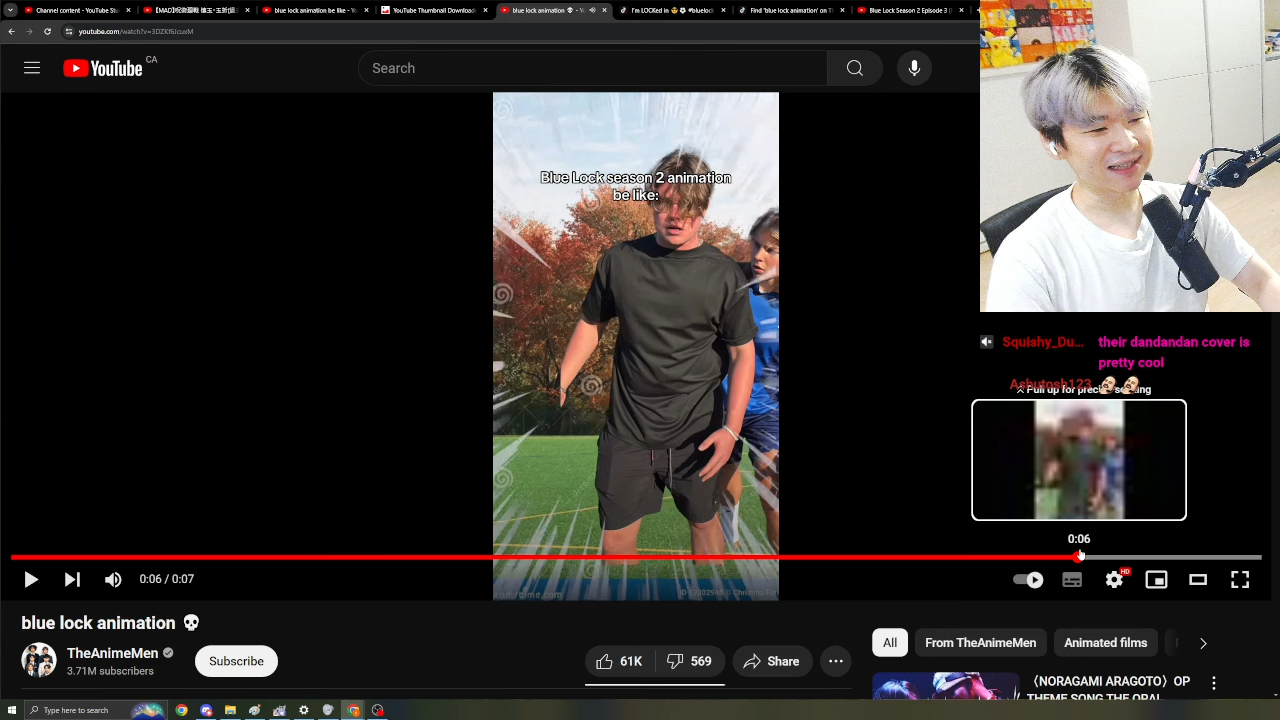 Channel content - YouTube Stu
blue lock animation be like - Yo
YouTube Thumbnail Downloade
blue lock animation 💀 - Yo
I'm LOCKed in
Find 'blue lock animation' on T
Blue Lock Season 2 Episode 3 (
youtube.com/watch?v=3DZKf6JcuxM
YouTube CA
Search
Blue Lock season 2 animation
be like:
Squishy_Du... their dandandan cover is
pretty cool
Ashutosh123
Pull up for precise seeking
0:06
0:06 / 0:07
HD
blue lock animation 💀
TheAnimeMen
3.71M subscribers
Subscribe
61K
569
Share
All
From TheAnimeMen
Animated films
〈NORAGAMI ARAGOTO〉OP
THEME SONG THE ORAL
Type here to search